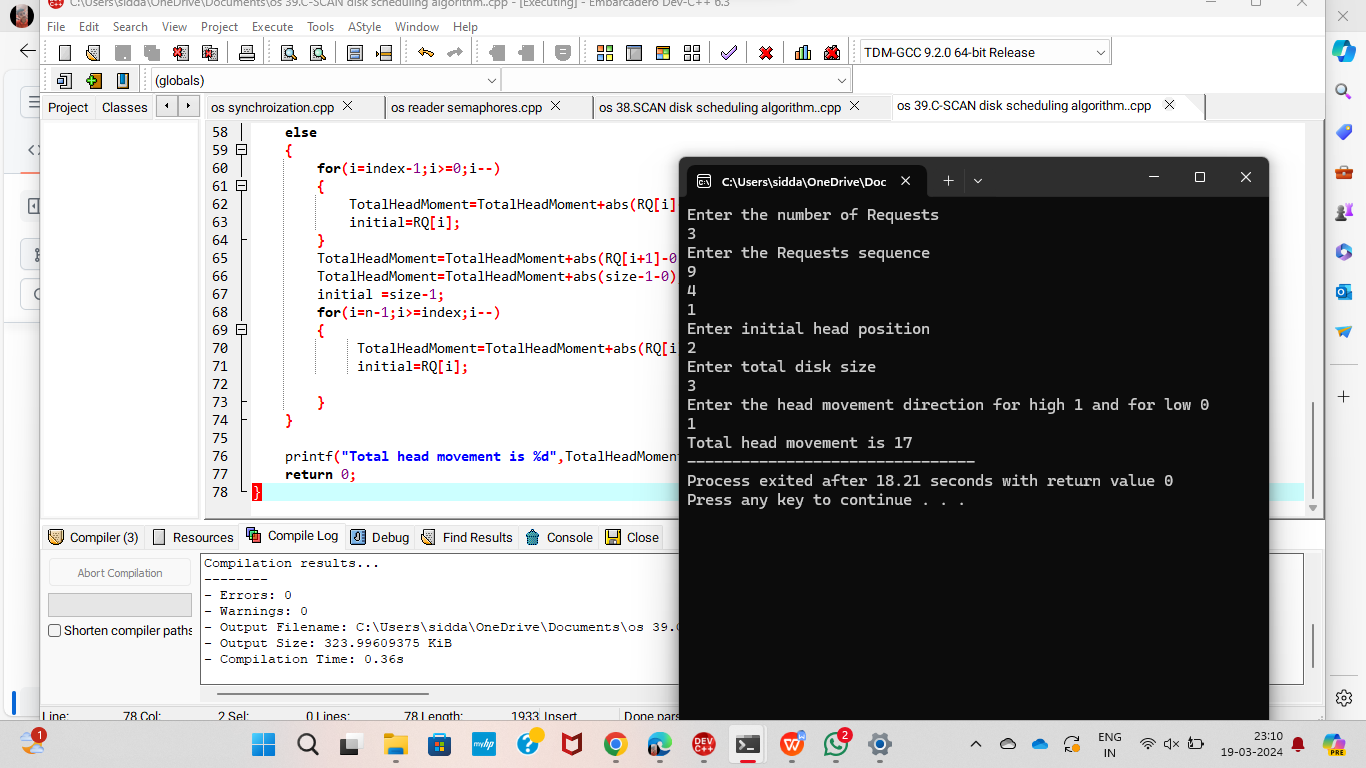 C:\Users\sidda\OneDrive\Documents\os 39.C-SCAN disk scheduling algorithm..cpp - [Executing] - Embarcadero Dev-C++ 6.3
File Edit Search View Project Execute Tools AStyle Window Help
TDM-GCC 9.2.0 64-bit Release
(globals)
Project Classes os synchroization.cpp os reader semaphores.cpp os 38.SCAN disk scheduling algorithm..cpp os 39.C-SCAN disk scheduling algorithm..cpp
58 else
59 {
60 for(i=index-1;i>=0;i--)
61 {
62 TotalHeadMoment=TotalHeadMoment+abs(RQ[i]
63 initial=RQ[i];
64 }
65 TotalHeadMoment=TotalHeadMoment+abs(RQ[i+1]-0
66 TotalHeadMoment=TotalHeadMoment+abs(size-1-0)
67 initial =size-1;
68 for(i=n-1;i>=index;i--)
69 {
70 TotalHeadMoment=TotalHeadMoment+abs(RQ[i
71 initial=RQ[i];
72
73 }
74 }
75
76 printf("Total head movement is %d",TotalHeadMoment
77 return 0;
78 }
C:\Users\sidda\OneDrive\Doc
Enter the number of Requests
3
Enter the Requests sequence
9
4
1
Enter initial head position
2
Enter total disk size
3
Enter the head movement direction for high 1 and for low 0
1
Total head movement is 17
--------------------------------
Process exited after 18.21 seconds with return value 0
Press any key to continue . . .
Compiler (3) Resources Compile Log Debug Find Results Console Close
Abort Compilation
Shorten compiler paths
Compilation results...
--------
- Errors: 0
- Warnings: 0
- Output Filename: C:\Users\sidda\OneDrive\Documents\os 39.
- Output Size: 323.99609375 KiB
- Compilation Time: 0.36s
Line: 78 Col: 2 Sel: 0 Lines: 78 Length: 1933 Insert Done pars
1
myhp
DEV C++
W
2
ENG
IN
23:10
19-03-2024
PRE